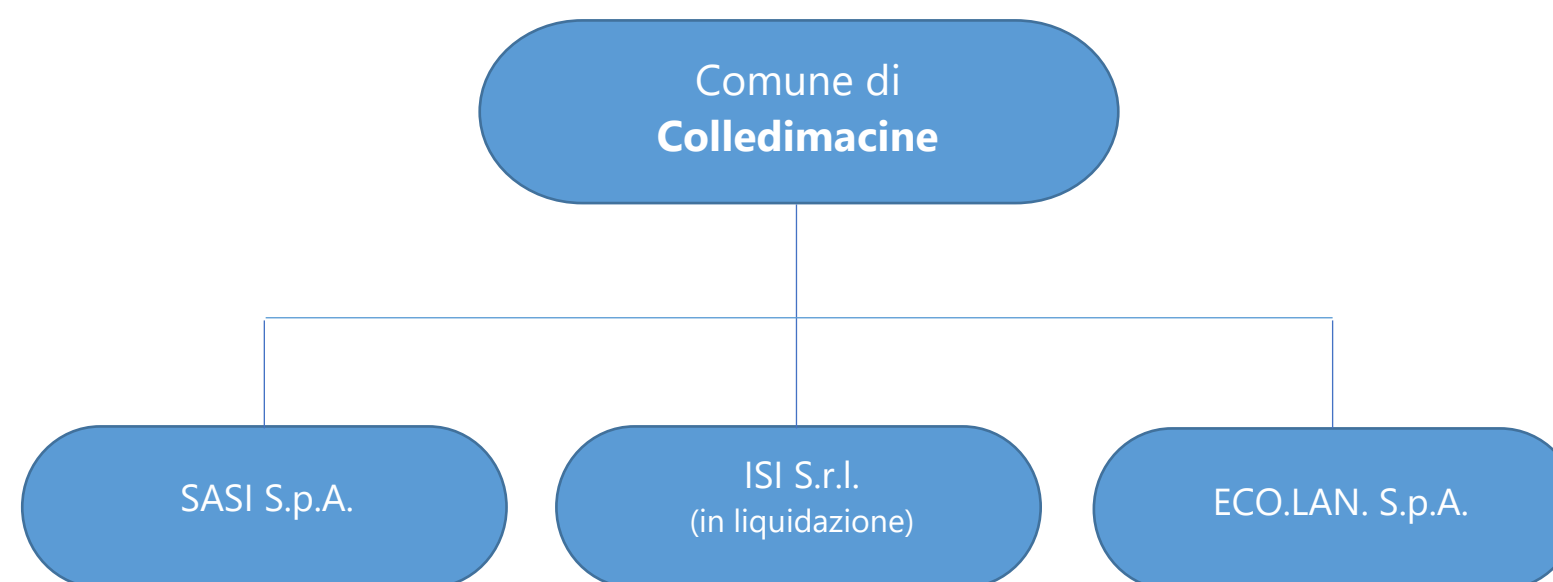 Comune di
Colledimacine
SASI S.p.A.
ISI S.r.l.
(in liquidazione)
ECO.LAN. S.p.A.